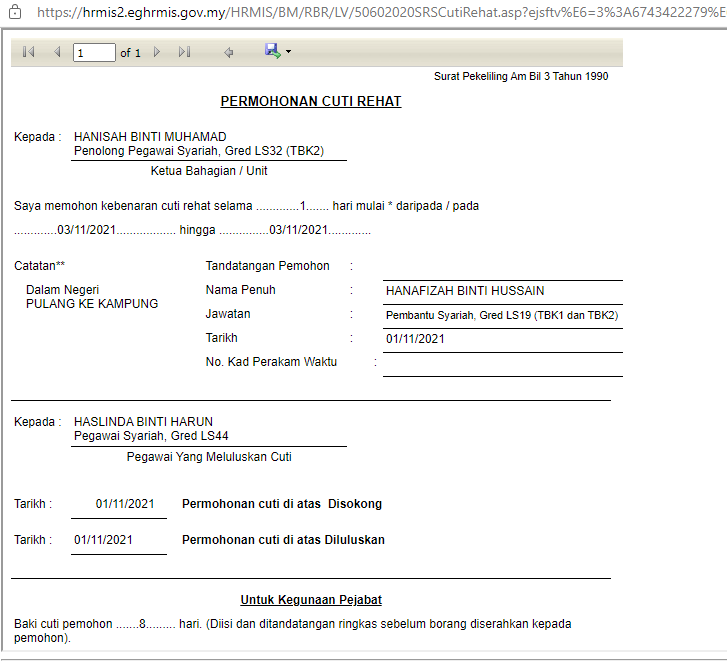 https://hrmis2.eghrmis.gov.my/HRMIS/BM/RBR/LV/50602020SRSCutiRehat.asp?ejsftv%E6=3%3A6743422279%E
1 of 1
Surat Pekeliling Am Bil 3 Tahun 1990
PERMOHONAN CUTI REHAT
Kepada : HANISAH BINTI MUHAMAD
Penolong Pegawai Syariah, Gred LS32 (TBK2)
Ketua Bahagian / Unit
Saya memohon kebenaran cuti rehat selama .............1....... hari mulai * daripada / pada
.............03/11/2021.................. hingga ...............03/11/2021.............
Catatan** Tandatangan Pemohon :
Dalam Negeri Nama Penuh : HANAFIZAH BINTI HUSSAIN
PULANG KE KAMPUNG
Jawatan : Pembantu Syariah, Gred LS19 (TBK1 dan TBK2)
Tarikh : 01/11/2021
No. Kad Perakam Waktu :
Kepada : HASLINDA BINTI HARUN
Pegawai Syariah, Gred LS44
Pegawai Yang Meluluskan Cuti
Tarikh : 01/11/2021 Permohonan cuti di atas Disokong
Tarikh : 01/11/2021 Permohonan cuti di atas Diluluskan
Untuk Kegunaan Pejabat
Baki cuti pemohon .......8......... hari. (Diisi dan ditandatangan ringkas sebelum borang diserahkan kepada
pemohon).